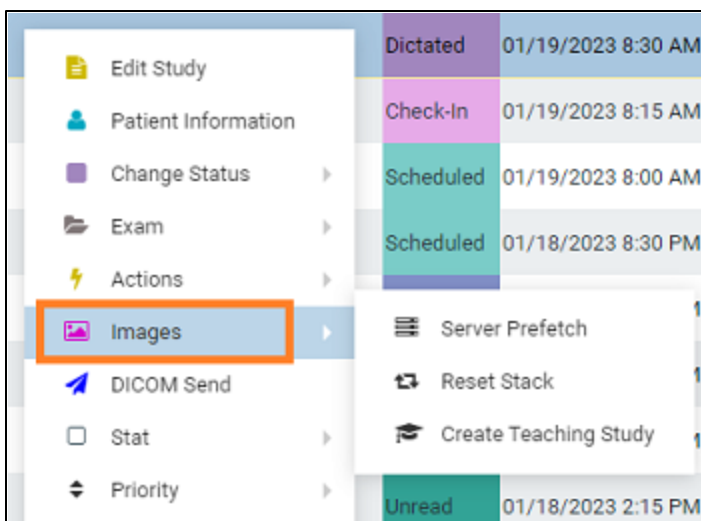 Edit Study
Patient Information
Change Status
Exam
Actions
Images
DICOM Send
Stat
Priority
Server Prefetch
Reset Stack
Create Teaching Study
Dictated 01/19/2023 8:30 AM
Check-In 01/19/2023 8:15 AM
Scheduled 01/19/2023 8:00 AM
Scheduled 01/18/2023 8:30 PM
Unread 01/18/2023 2:15 PM